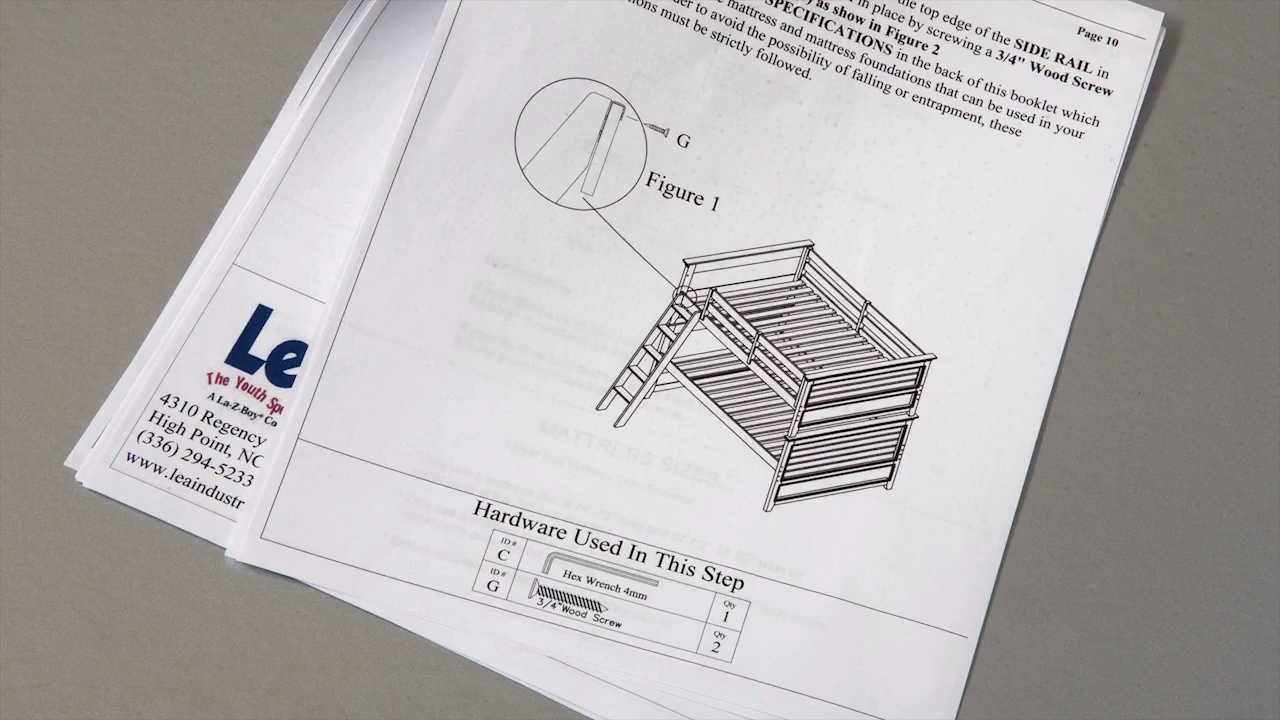 Page 10
the top edge of the SIDE RAIL in
in place by screwing a 3/4" Wood Screw
) as show in Figure 2
SPECIFICATIONS in the back of this booklet which
mattress and mattress foundations that can be used in your
to avoid the possibility of falling or entrapment, these
must be strictly followed.
G
Figure 1
Le
The Youth
A La-Z-Boy® Co
4310 Regency
High Point, NC
(336) 294-5233
www.leaindustr
MATTRESS SIZES
Hardware Used In This Step
ID #
C
Hex Wrench 4mm
Qty
1
ID #
G
3/4"Wood Screw
Qty
2